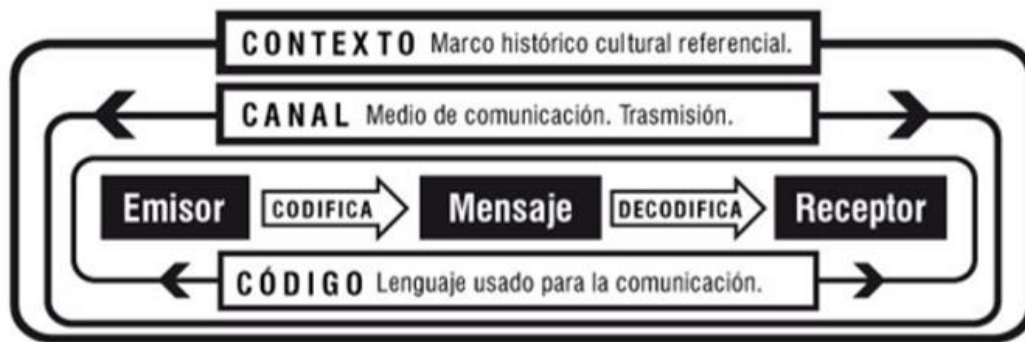 CONTEXTO Marco histórico cultural referencial.
CANAL Medio de comunicación. Trasmisión.
Emisor CODIFICA Mensaje DECODIFICA Receptor
CÓDIGO Lenguaje usado para la comunicación.